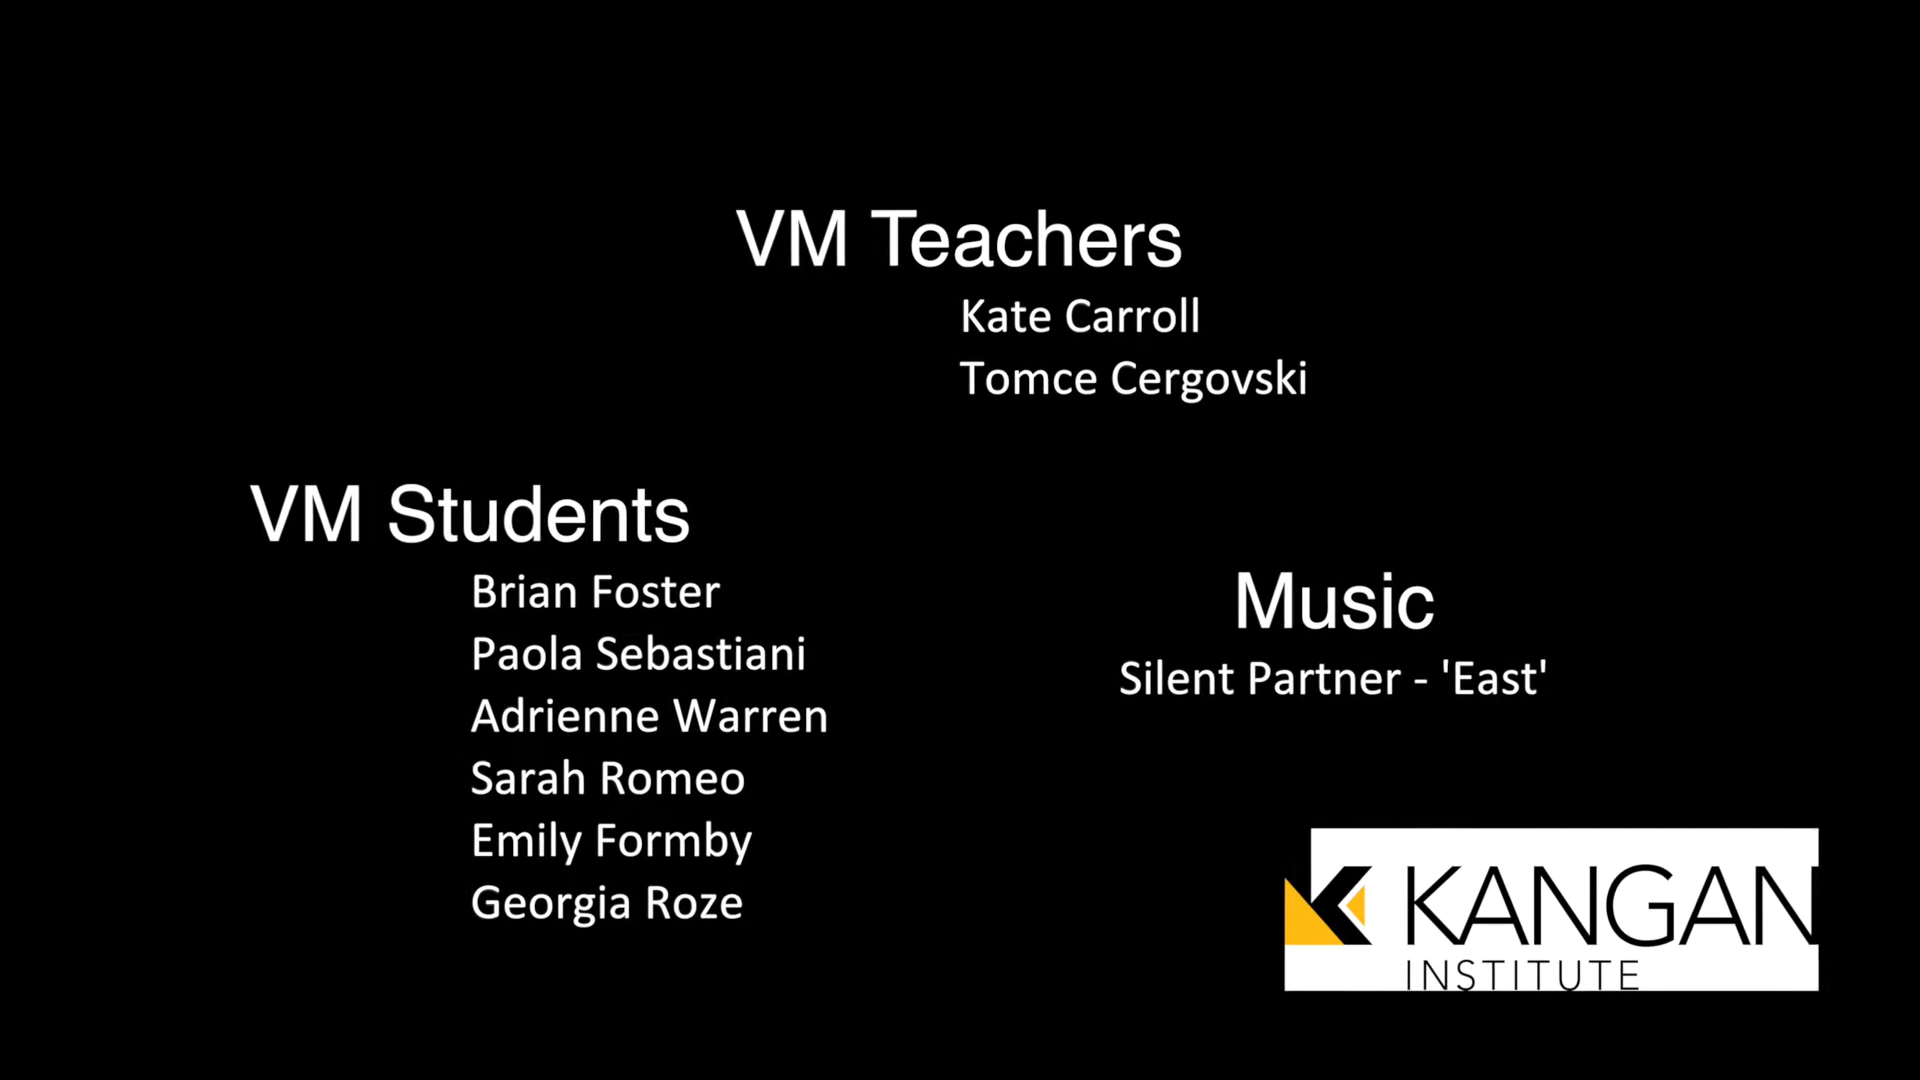 VM Teachers
Kate Carroll
Tomce Cergovski
VM Students
Brian Foster
Paola Sebastiani
Adrienne Warren
Sarah Romeo
Emily Formby
Georgia Roze
Music
Silent Partner - 'East'
KANGAN
INSTITUTE